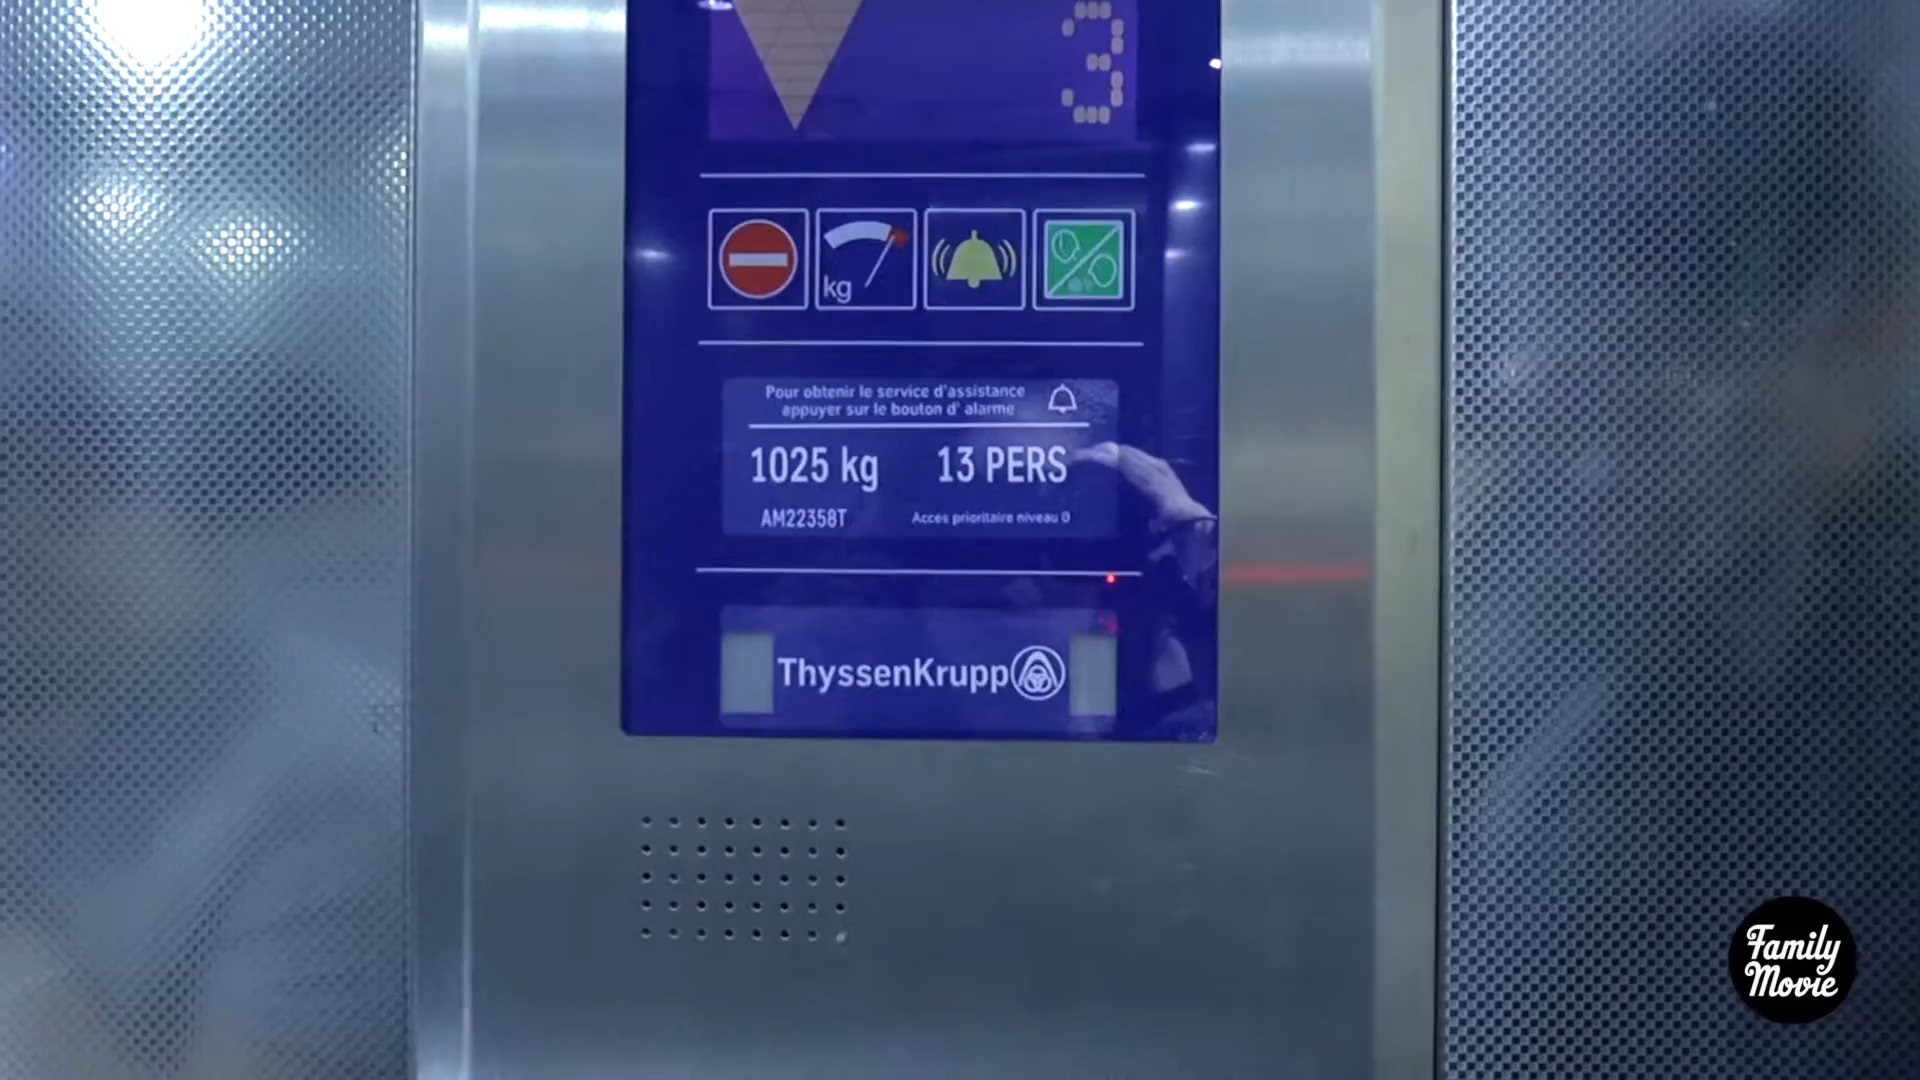 3
kg
Pour obtenir le service d'assistance
appuyer sur le bouton d' alarme
1025 kg 13 PERS
AM22358T Acces prioritaire niveau 0
ThyssenKrupp
Family
Movie